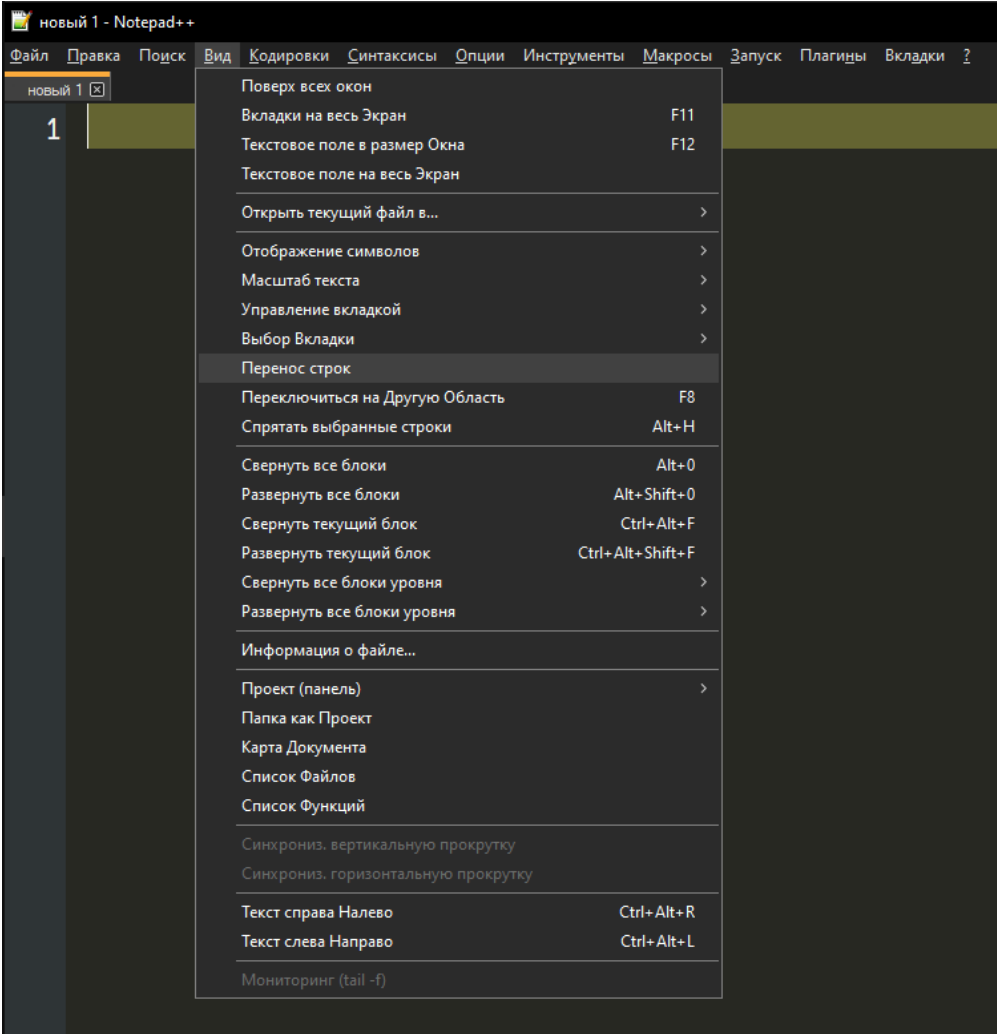 новый 1 - Notepad++
Файл Правка Поиск Вид Кодировки Синтаксисы Опции Инструменты Макросы Запуск Плагины Вкладки ?
новый 1
1
Поверх всех окон
Вкладки на весь Экран F11
Текстовое поле в размер Окна F12
Текстовое поле на весь Экран
Открыть текущий файл в...
Отображение символов
Масштаб текста
Управление вкладкой
Выбор Вкладки
Перенос строк
Переключиться на Другую Область F8
Спрятать выбранные строки Alt+H
Свернуть все блоки Alt+0
Развернуть все блоки Alt+Shift+0
Свернуть текущий блок Ctrl+Alt+F
Развернуть текущий блок Ctrl+Alt+Shift+F
Свернуть все блоки уровня
Развернуть все блоки уровня
Информация о файле...
Проект (панель)
Папка как Проект
Карта Документа
Список Файлов
Список Функций
Синхрониз. вертикальную прокрутку
Синхрониз. горизонтальную прокрутку
Текст справа Налево Ctrl+Alt+R
Текст слева Направо Ctrl+Alt+L
Мониторинг (tail -f)